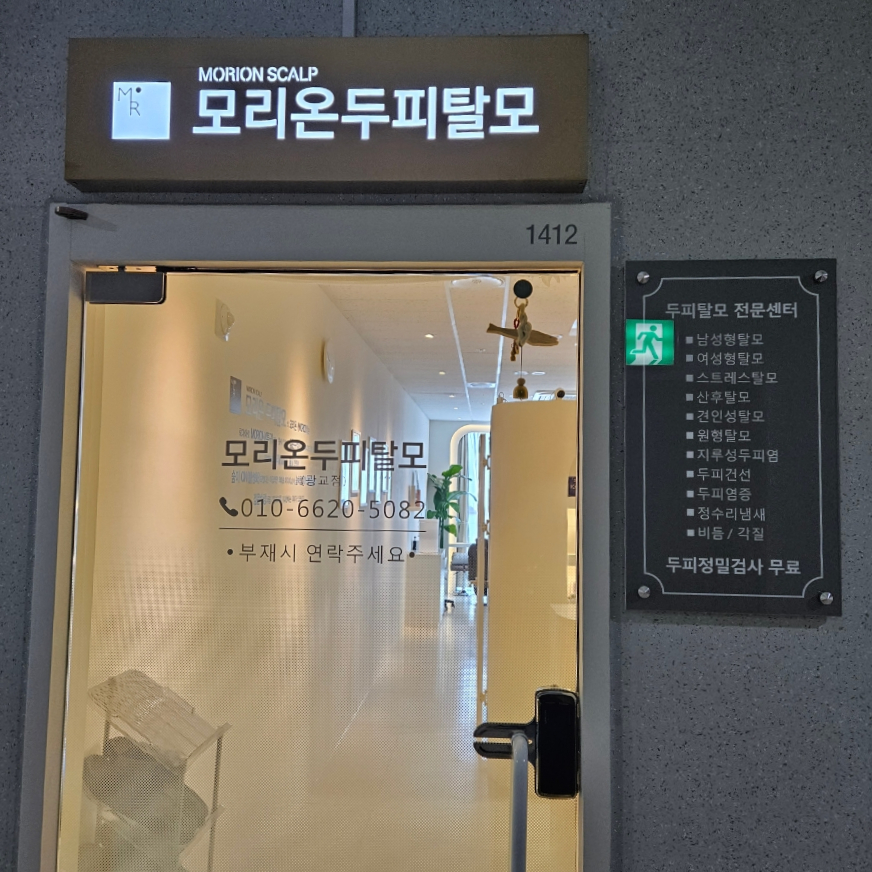 MORION SCALP
M
R
모리온두피탈모
1412
모리온두피탈모
광교점
010-6620-5082
•부재시 연락주세요•
두피탈모 전문센터
■남성형탈모
■여성형탈모
■스트레스탈모
■산후탈모
■견인성탈모
■원형탈모
■지루성두피염
■두피건선
■두피염증
■정수리냄새
■비듬 / 각질
두피정밀검사 무료